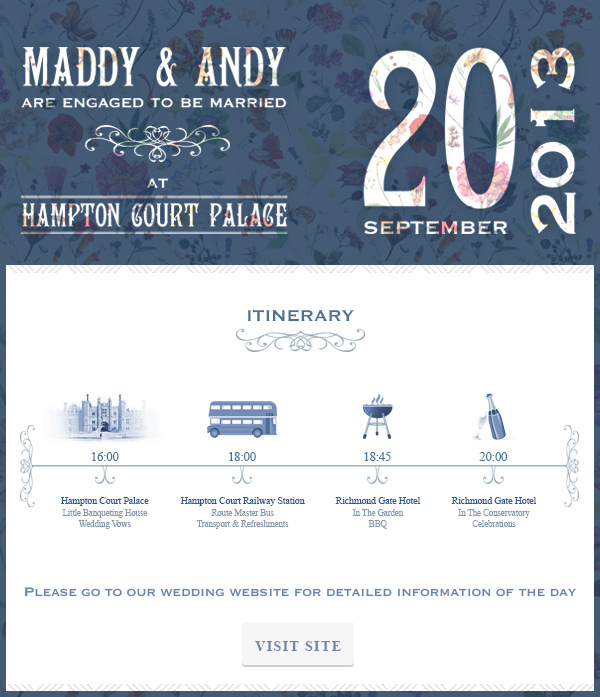 MADDY & ANDY
ARE ENGAGED TO BE MARRIED
AT
HAMPTON COURT PALACE
20
SEPTEMBER
2013
ITINERARY
16:00
Hampton Court Palace
Little Banqueting House
Wedding Vows
18:00
Hampton Court Railway Station
Route Master Bus
Transport & Refreshments
18:45
Richmond Gate Hotel
In The Garden
BBQ
20:00
Richmond Gate Hotel
In The Conservatory
Celebrations
PLEASE GO TO OUR WEDDING WEBSITE FOR DETAILED INFORMATION OF THE DAY
VISIT SITE